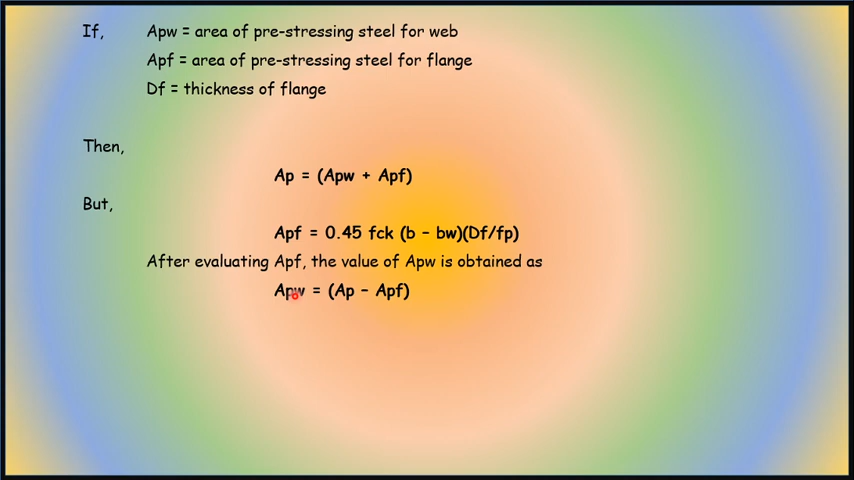 If, Apw = area of pre-stressing steel for web
Apf = area of pre-stressing steel for flange
Df = thickness of flange
Then,
Ap = (Apw + Apf)
But,
Apf = 0.45 fck (b – bw)(Df/fp)
After evaluating Apf, the value of Apw is obtained as
Apw = (Ap – Apf)